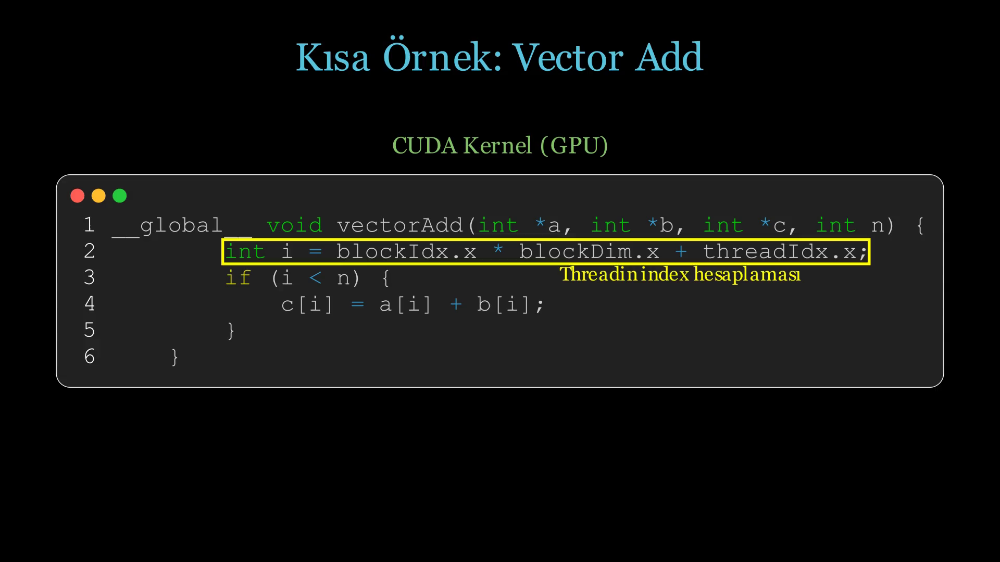 Kısa Örnek: Vector Add
CUDA Kernel (GPU)
1 __global__ void vectorAdd(int *a, int *b, int *c, int n) {
2 int i = blockIdx.x * blockDim.x + threadIdx.x;
Threadin index hesaplaması
3 if (i < n) {
4 c[i] = a[i] + b[i];
5 }
6 }